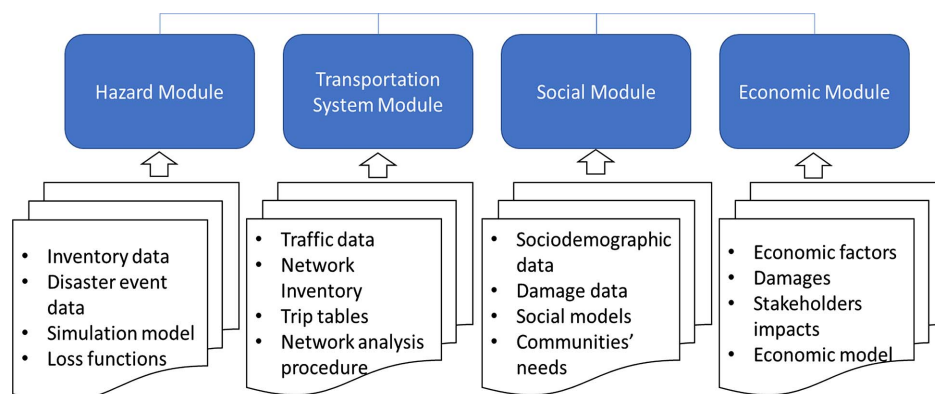 Hazard Module
Transportation
System Module
Social Module
Economic Module
• Inventory data
• Disaster event
data
• Simulation model
• Loss functions
• Traffic data
• Network
Inventory
• Trip tables
• Network analysis
procedure
• Sociodemographic
data
• Damage data
• Social models
• Communities’
needs
• Economic factors
• Damages
• Stakeholders
impacts
• Economic model